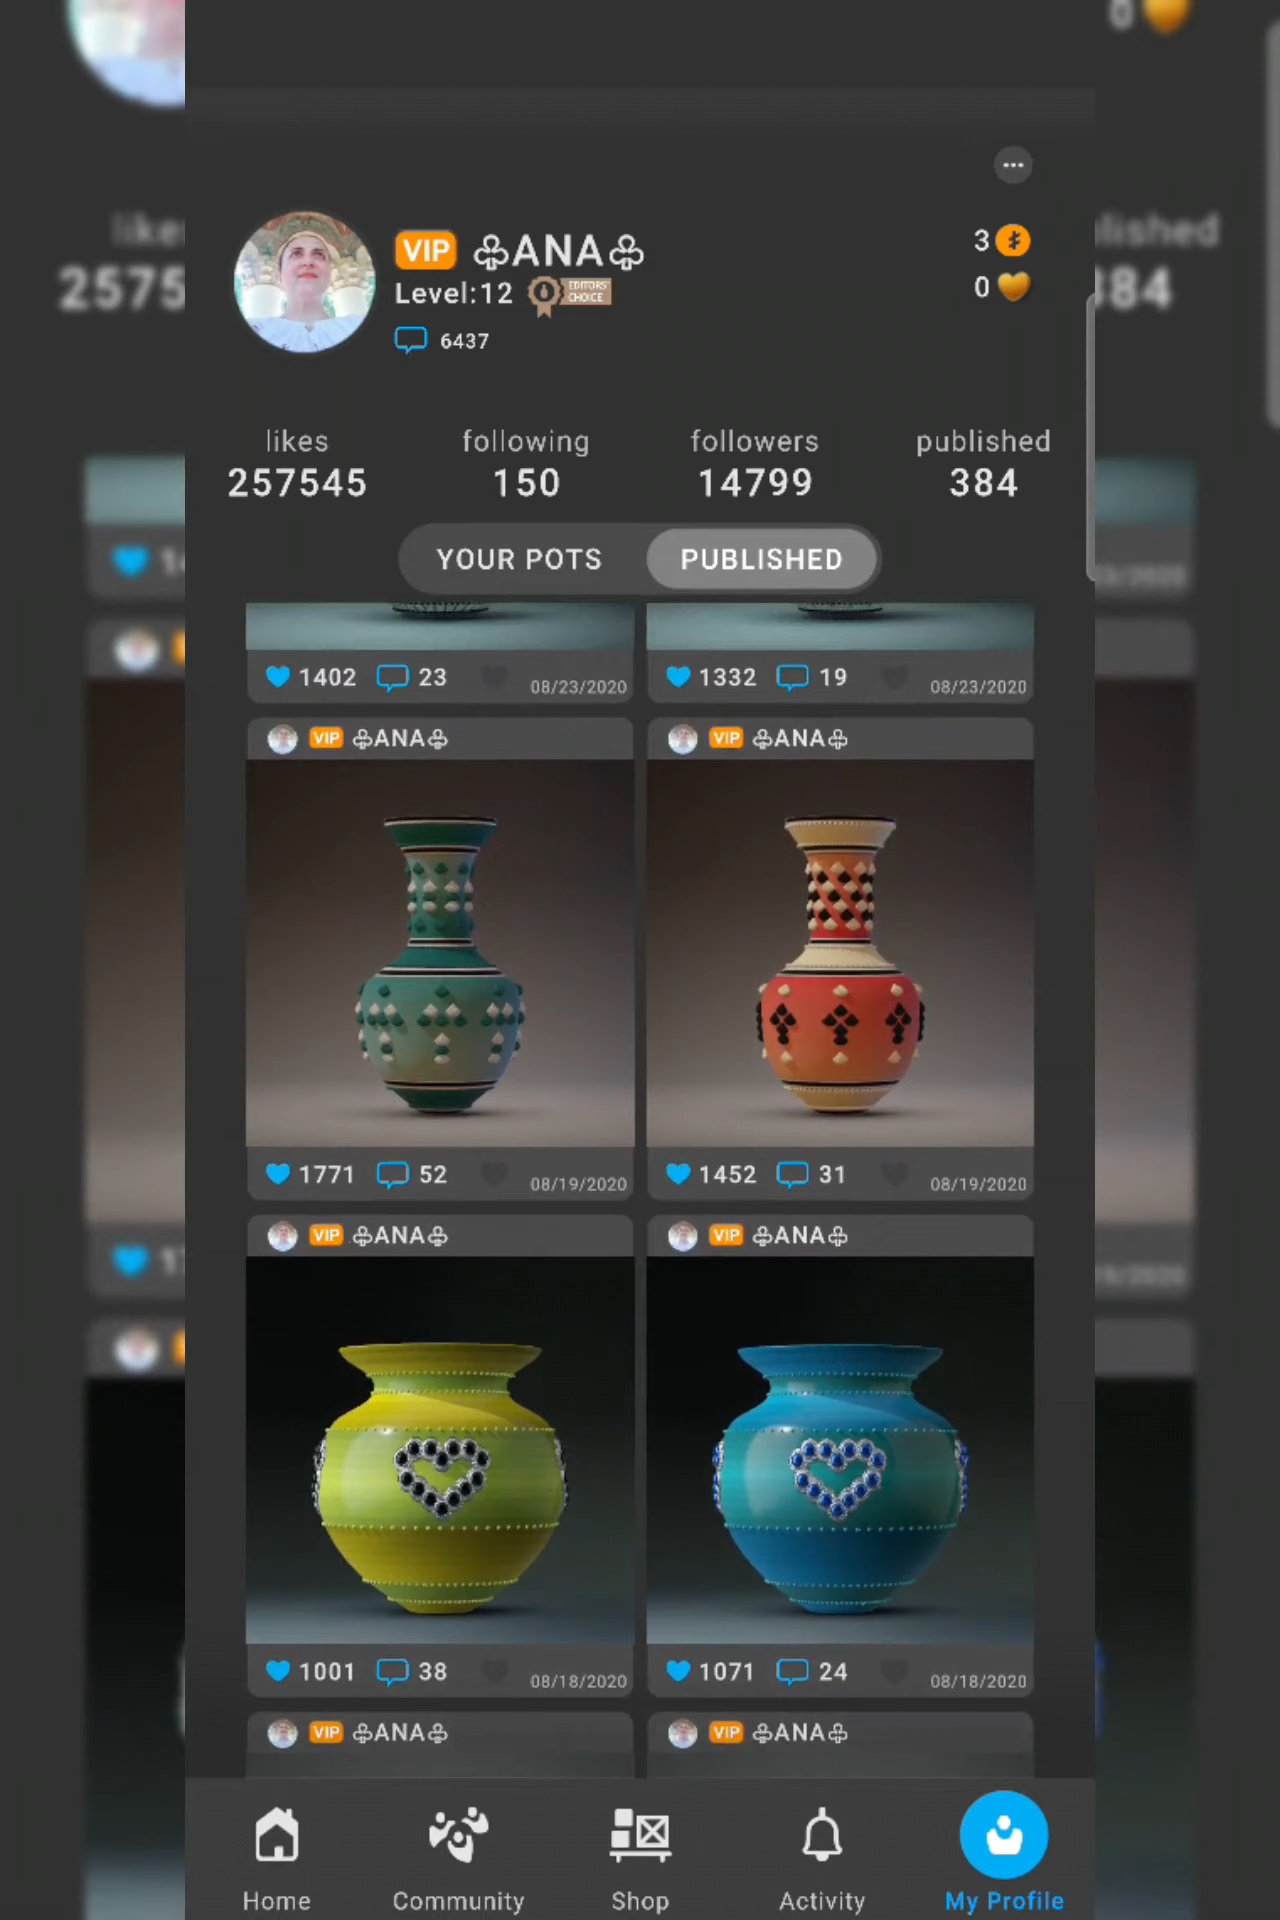 VIP ♧ANA♧
Level:12 EDITORS' CHOICE
6437
3
0
likes following followers published
257545 150 14799 384
YOUR POTS PUBLISHED
1402 23 08/23/2020
1332 19 08/23/2020
VIP ♧ANA♧
VIP ♧ANA♧
1771 52 08/19/2020
1452 31 08/19/2020
VIP ♧ANA♧
VIP ♧ANA♧
1001 38 08/18/2020
1071 24 08/18/2020
VIP ♧ANA♧
VIP ♧ANA♧
Home Community Shop Activity My Profile